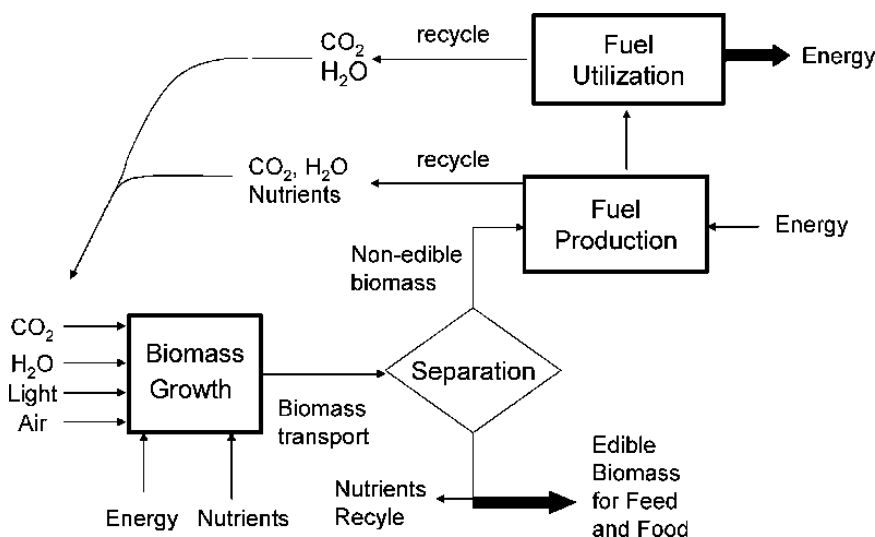 CO2
H2O
recycle
Fuel
Utilization
Energy
CO2, H2O
Nutrients
recycle
Fuel
Production
Energy
Non-edible
biomass
CO2
H2O
Light
Air
Biomass
Growth
Biomass
transport
Separation
Energy
Nutrients
Nutrients
Recyle
Edible
Biomass
for Feed
and Food